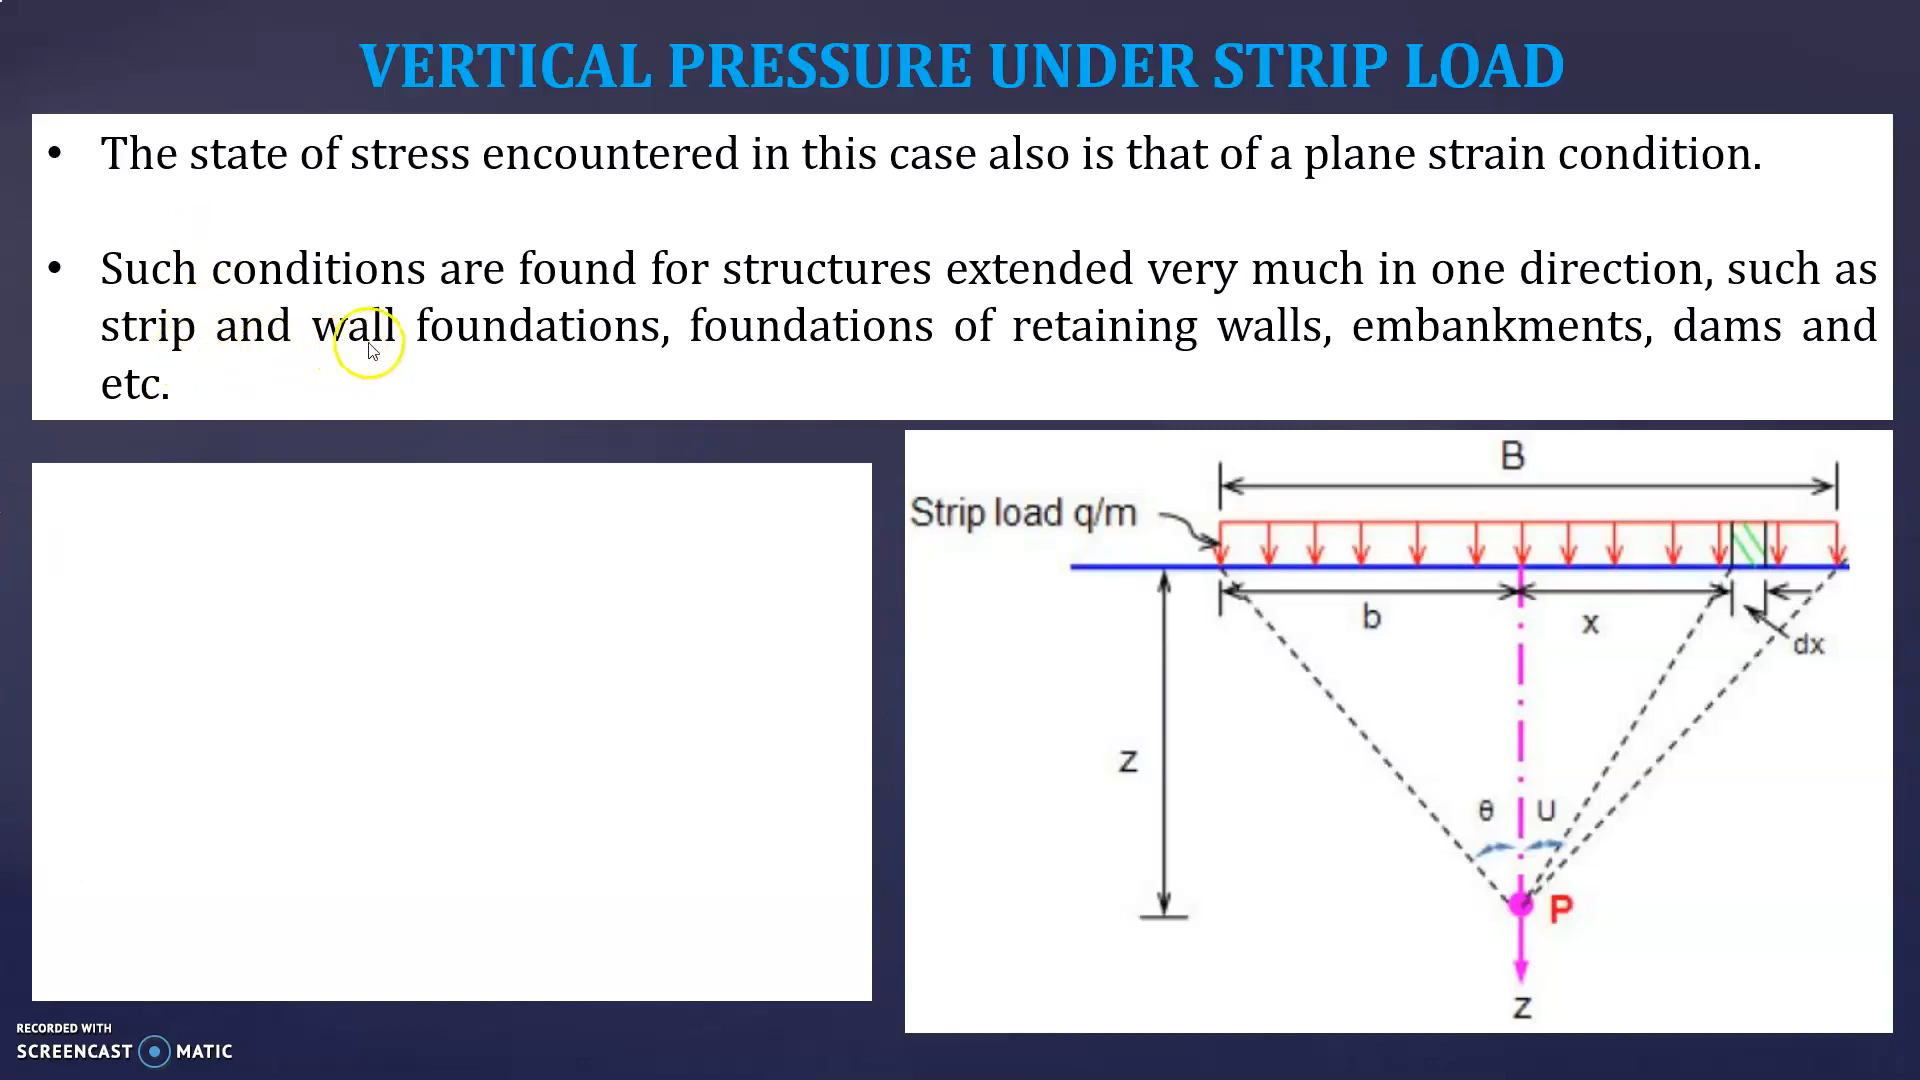 VERTICAL PRESSURE UNDER STRIP LOAD
• The state of stress encountered in this case also is that of a plane strain condition.
• Such conditions are found for structures extended very much in one direction, such as
strip and wall foundations, foundations of retaining walls, embankments, dams and
etc.
B
Strip load q/m
b
x
dx
z
θ
U
P
z
RECORDED WITH
SCREENCAST MATIC